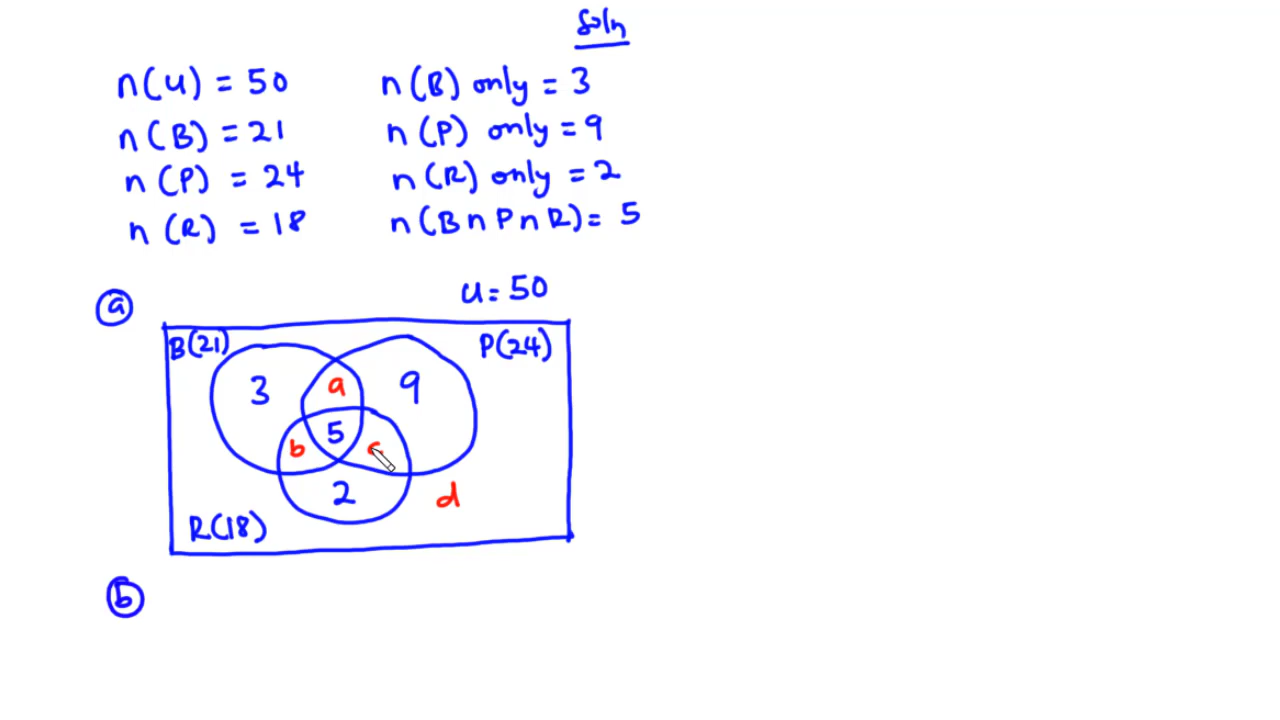 Soln
n(U) = 50
n(B) = 21
n(P) = 24
n(R) = 18
n(B) only = 3
n(P) only = 9
n(R) only = 2
n(B n P n R) = 5
a
U = 50
B(21)
P(24)
3
a
9
5
b
c
2
d
R(18)
b